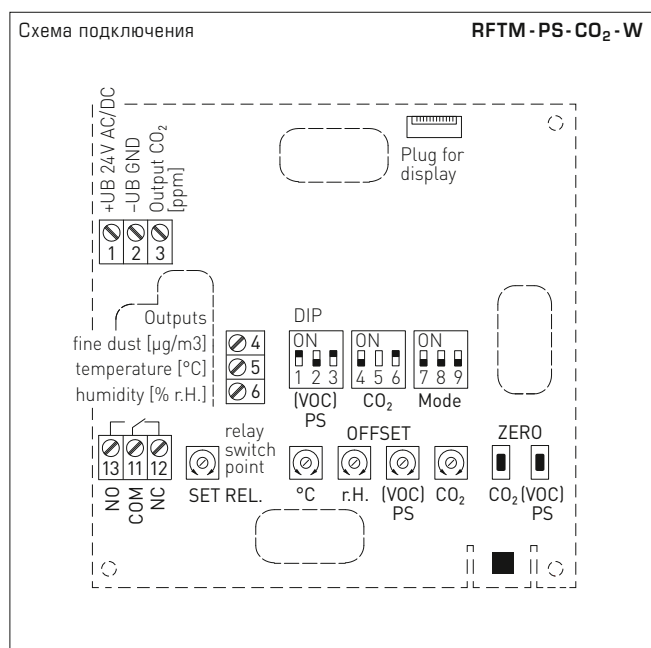 Схема подключения
RFTM-PS-CO₂-W
+UB 24V AC/DC
-UB GND
Output CO₂
[ppm]
1 2 3
Plug for
display
Outputs
fine dust [µg/m3] 4
temperature [°C] 5
humidity [% r.H.] 6
DIP
ON ON ON
1 2 3 4 5 6 7 8 9
(VOC)
PS
CO₂
Mode
13 11 12
NO
COM
NC
relay
switch
point
SET REL.
OFFSET
°C r.H. (VOC)
PS
CO₂
ZERO
CO₂ (VOC)
PS